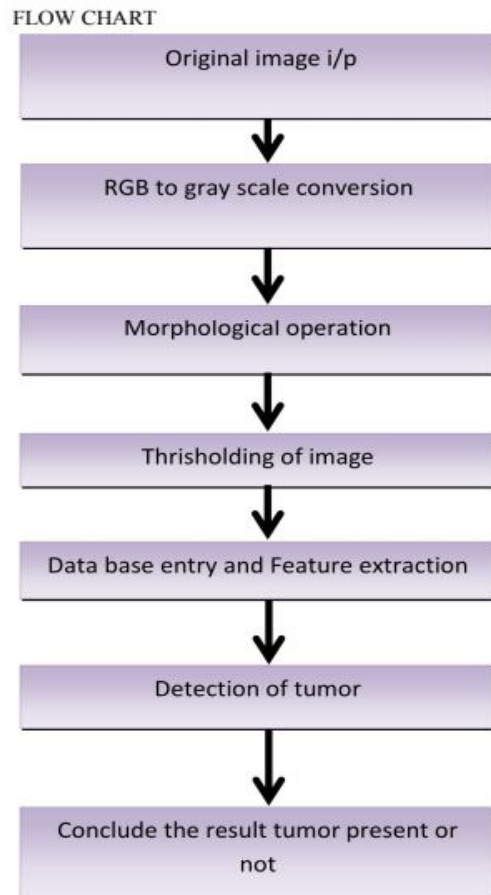 FLOW CHART
Original image i/p
RGB to gray scale conversion
Morphological operation
Thrisholding of image
Data base entry and Feature extraction
Detection of tumor
Conclude the result tumor present or
not